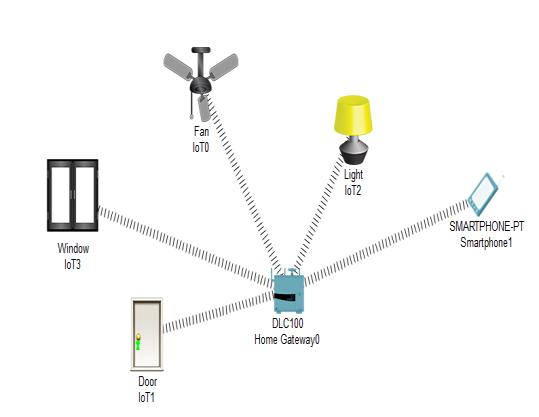 Fan
IoT0
Light
IoT2
SMARTPHONE-PT
Smartphone1
Window
IoT3
DLC100
Home Gateway0
Door
IoT1